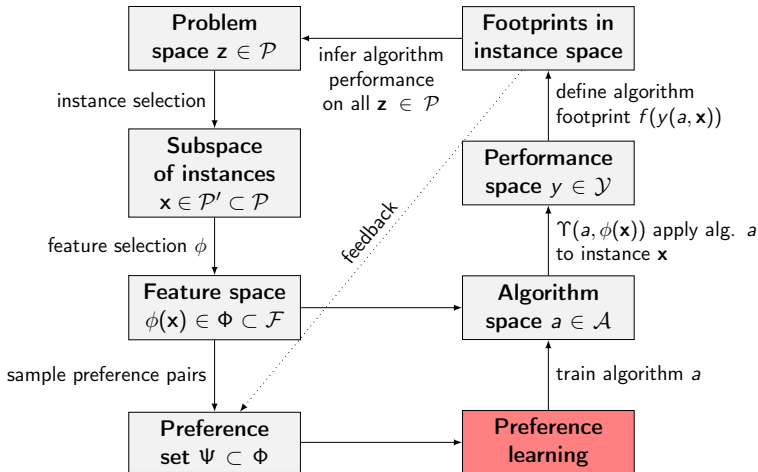 Problem
space z ∈ 𝒫
Footprints in
instance space
infer algorithm
performance
on all z ∈ 𝒫
instance selection
define algorithm
footprint f(y(a, x))
Subspace
of instances
x ∈ 𝒫′ ⊂ 𝒫
Performance
space y ∈ 𝒴
feedback
feature selection ϕ
ϒ(a, ϕ(x)) apply alg. a
to instance x
Feature space
ϕ(x) ∈ Φ ⊂ ℱ
Algorithm
space a ∈ 𝒜
sample preference pairs
train algorithm a
Preference
set Ψ ⊂ Φ
Preference
learning